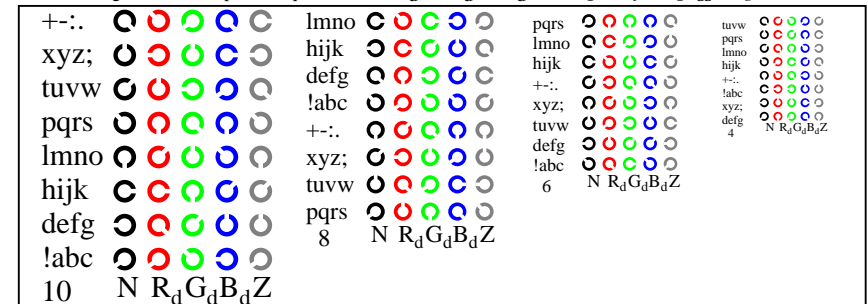 +-:.
xyz;
tuvw
pqrs
lmno
hijk
defg
!abc
10 N RdGdBdZ
lmno
hijk
defg
!abc
+-:.
xyz;
tuvw
pqrs
8 N RdGdBdZ
pqrs
lmno
hijk
+-:.
xyz;
tuvw
defg
!abc
6 N RdGdBdZ
tuvw
pqrs
lmno
hijk
+-:.
!abc
xyz;
defg
4 N RdGdBdZ